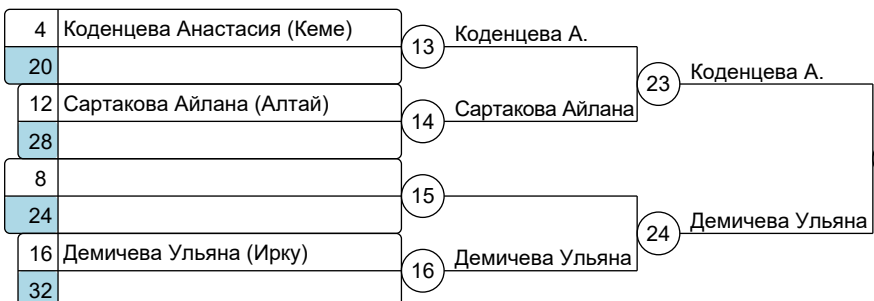 4 Коденцева Анастасия (Кеме)
20
12 Сартакова Айлана (Алтай)
28
8
24
16 Демичева Ульяна (Ирку)
32
13 Коденцева А.
14 Сартакова Айлана
15
16 Демичева Ульяна
23 Коденцева А.
24 Демичева Ульяна